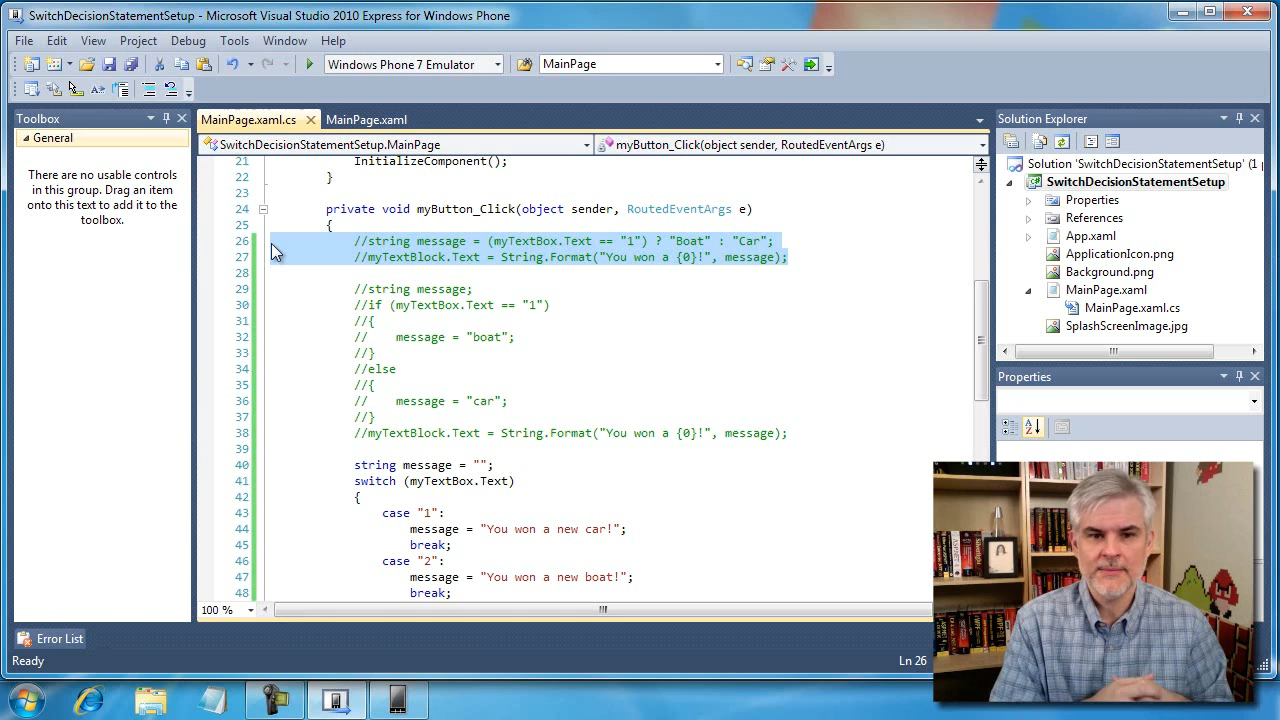 SwitchDecisionStatementSetup - Microsoft Visual Studio 2010 Express for Windows Phone
File Edit View Project Debug Tools Window Help
Windows Phone 7 Emulator MainPage
Toolbox
General
There are no usable controls
in this group. Drag an item
onto this text to add it to the
toolbox.
MainPage.xaml.cs MainPage.xaml
SwitchDecisionStatementSetup.MainPage myButton_Click(object sender, RoutedEventArgs e)
21 InitializeComponent();
22 }
23
24 private void myButton_Click(object sender, RoutedEventArgs e)
25 {
26 //string message = (myTextBox.Text == "1") ? "Boat" : "Car";
27 //myTextBlock.Text = String.Format("You won a {0}!", message);
28
29 //string message;
30 //if (myTextBox.Text == "1")
31 //{
32 // message = "boat";
33 //}
34 //else
35 //{
36 // message = "car";
37 //}
38 //myTextBlock.Text = String.Format("You won a {0}!", message);
39
40 string message = "";
41 switch (myTextBox.Text)
42 {
43 case "1":
44 message = "You won a new car!";
45 break;
46 case "2":
47 message = "You won a new boat!";
48 break;
100 %
Solution Explorer
Solution 'SwitchDecisionStatementSetup' (1 p
SwitchDecisionStatementSetup
Properties
References
App.xaml
ApplicationIcon.png
Background.png
MainPage.xaml
MainPage.xaml.cs
SplashScreenImage.jpg
Properties
Error List
Ready Ln 26